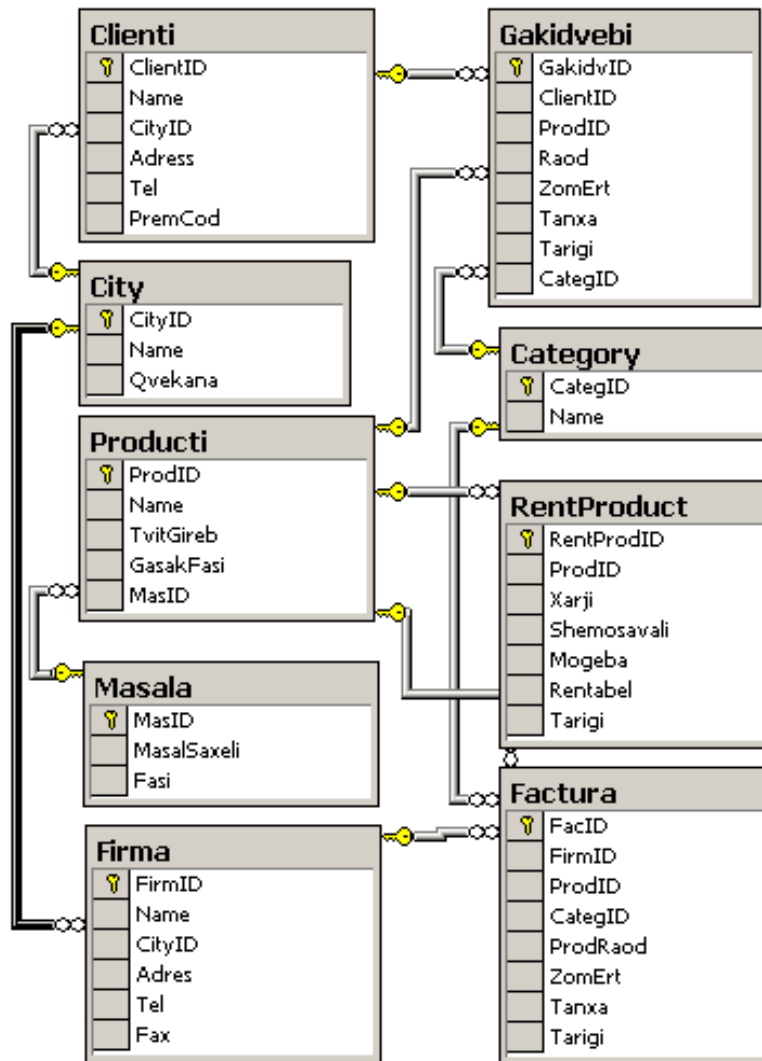 Clienti
ClientID
Name
CityID
Adress
Tel
PremCod
City
CityID
Name
Qvekana
Producti
ProdID
Name
TvitGireb
GasakFasi
MasID
Masala
MasID
MasalSaxeli
Fasi
Firma
FirmID
Name
CityID
Adres
Tel
Fax
Gakidvebi
GakidvID
ClientID
ProdID
Raod
ZomErt
Tanxa
Tarigi
CategID
Category
CategID
Name
RentProduct
RentProdID
ProdID
Xarji
Shemosavali
Mogeba
Rentabel
Tarigi
Factura
FacID
FirmID
ProdID
CategID
ProdRaod
ZomErt
Tanxa
Tarigi